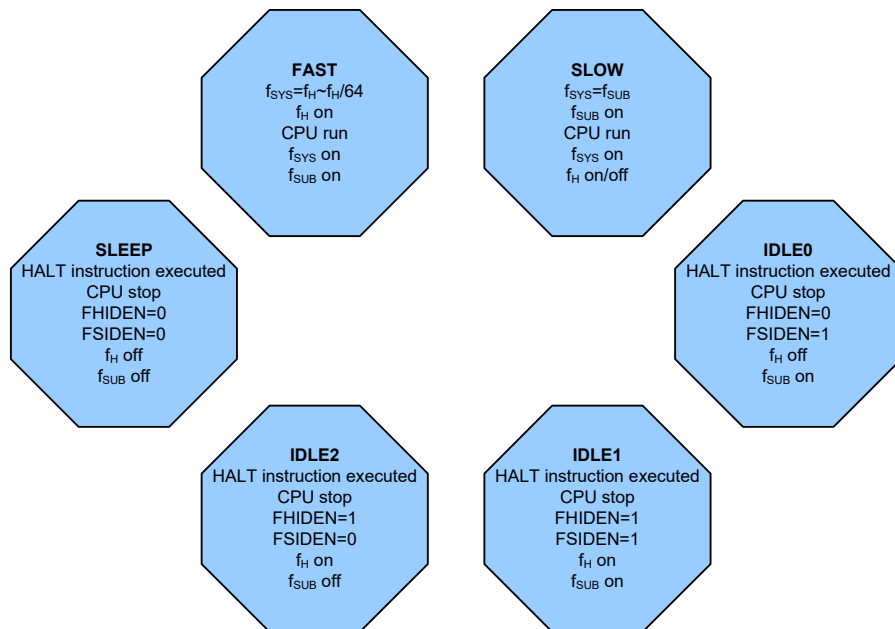 FAST
fSYS=fH~fH/64
fH on
CPU run
fSYS on
fSUB on
SLOW
fSYS=fSUB
fSUB on
CPU run
fSYS on
fH on/off
SLEEP
HALT instruction executed
CPU stop
FHIDEN=0
FSIDEN=0
fH off
fSUB off
IDLE0
HALT instruction executed
CPU stop
FHIDEN=0
FSIDEN=1
fH off
fSUB on
IDLE2
HALT instruction executed
CPU stop
FHIDEN=1
FSIDEN=0
fH on
fSUB off
IDLE1
HALT instruction executed
CPU stop
FHIDEN=1
FSIDEN=1
fH on
fSUB on